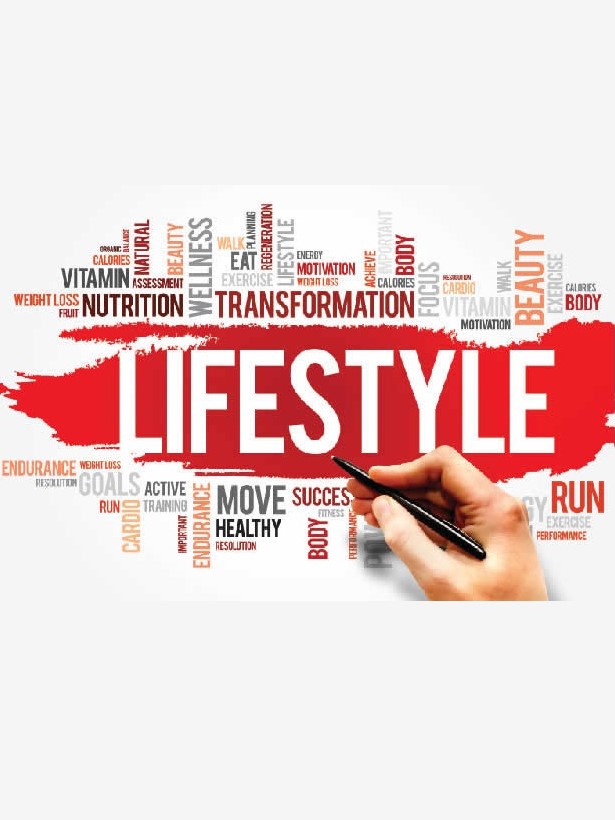 ORGANIC
BALANCE
NATURAL
CALORIES
VITAMIN
ASSESSMENT
WEIGHT LOSS
FRUIT
NUTRITION
BEAUTY
WELLNESS
WALK
PLANNING
EAT
EXERCISE
REGENERATION
LIFESTYLE
ENERGY
MOTIVATION
WEIGHT LOSS
TRANSFORMATION
ACHIEVE
IMPORTANT
CALORIES
BODY
FOCUS
RESOLUTION
CARDIO
VITAMIN
MOTIVATION
WALK
BEAUTY
EXERCISE
CALORIES
BODY
LIFESTYLE
ENDURANCE
WEIGHT LOSS
RESOLUTION
GOALS
RUN
CARDIO
ACTIVE
TRAINING
IMPORTANT
ENDURANCE
MOVE
HEALTHY
RESOLUTION
SUCCES
FITNESS
BODY
PERFORMANCE
GY
RUN
EXERCISE
PERFORMANCE